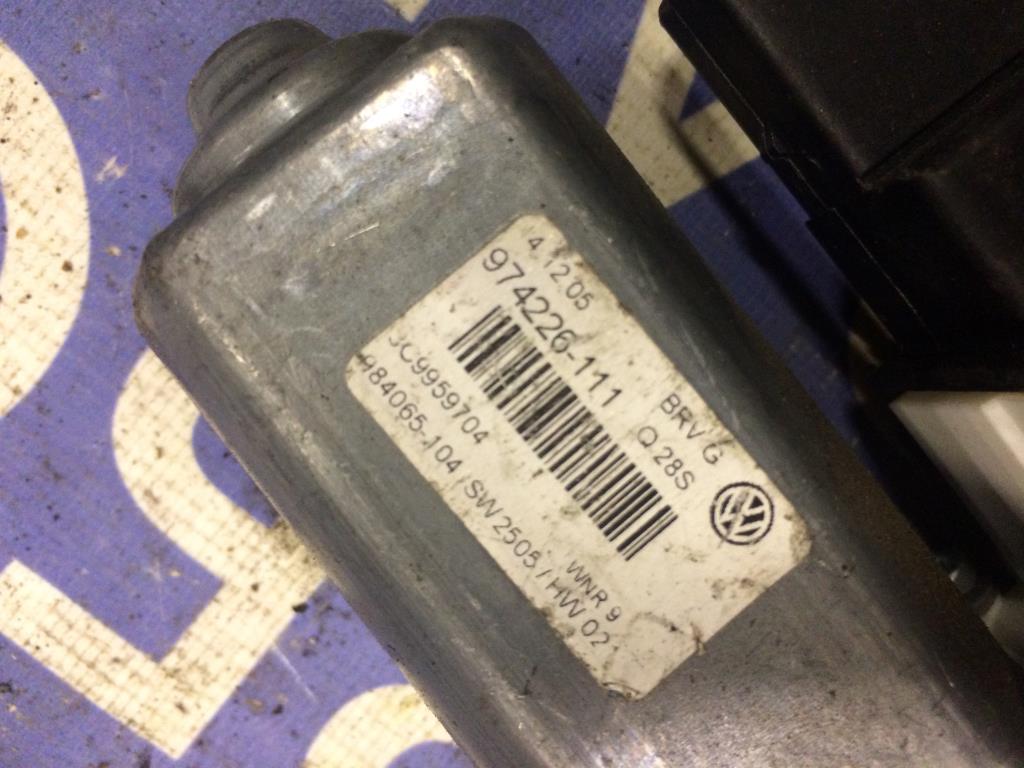 4 12 05 BRV G
974226-111 Q 28S
3C9959704 WNR 9
984065-104 / SW 2505 / HW 02